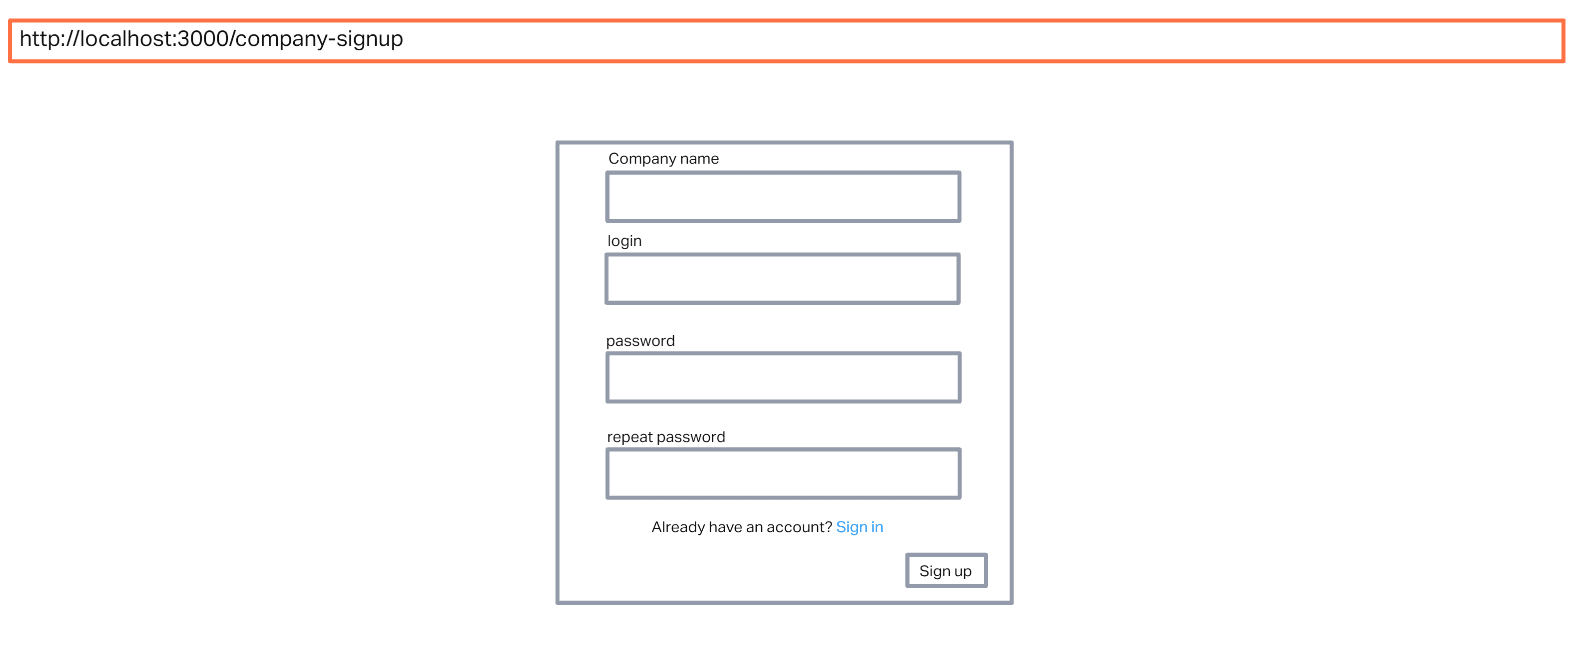 http://localhost:3000/company-signup
Company name
login
password
repeat password
Already have an account? Sign in
Sign up